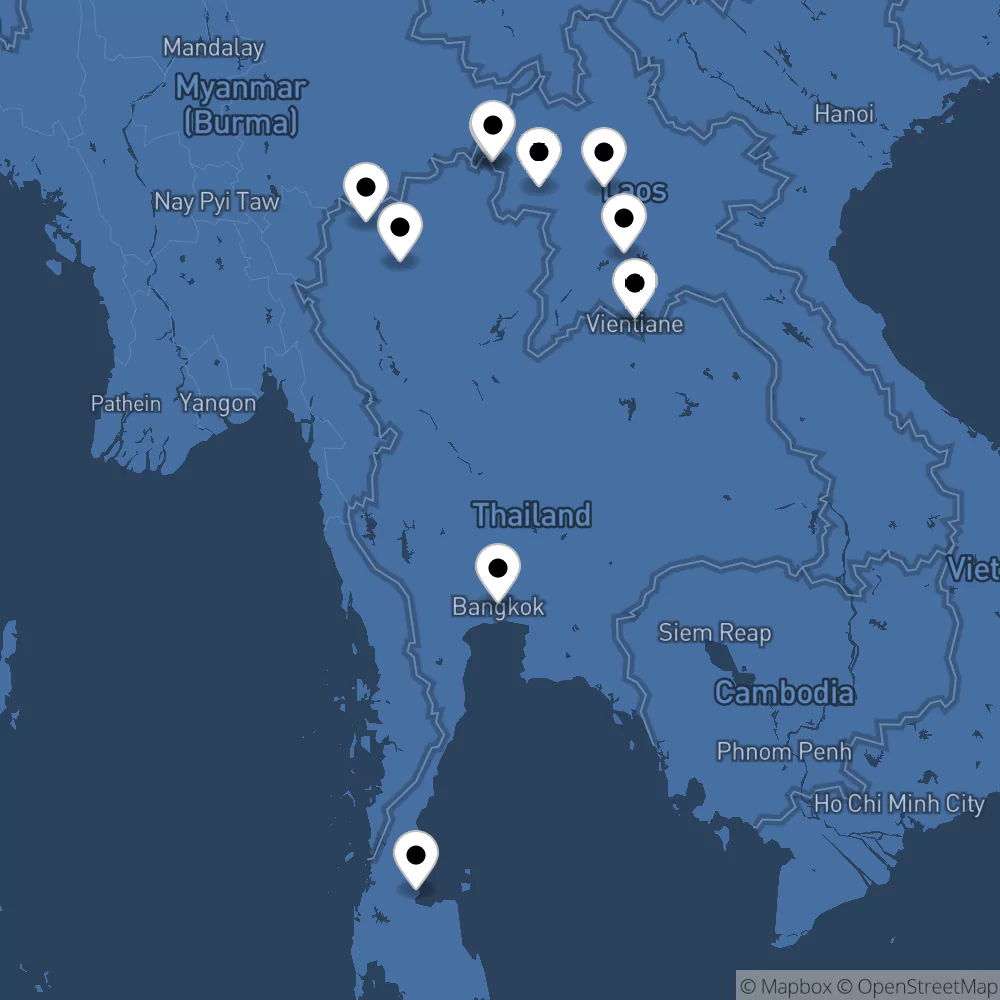 Mandalay
Myanmar
(Burma)
Hanoi
Laos
Nay Pyi Taw
Vientiane
Pathein
Yangon
Thailand
Viet
Bangkok
Siem Reap
Cambodia
Phnom Penh
Ho Chi Minh City
© Mapbox © OpenStreetMap